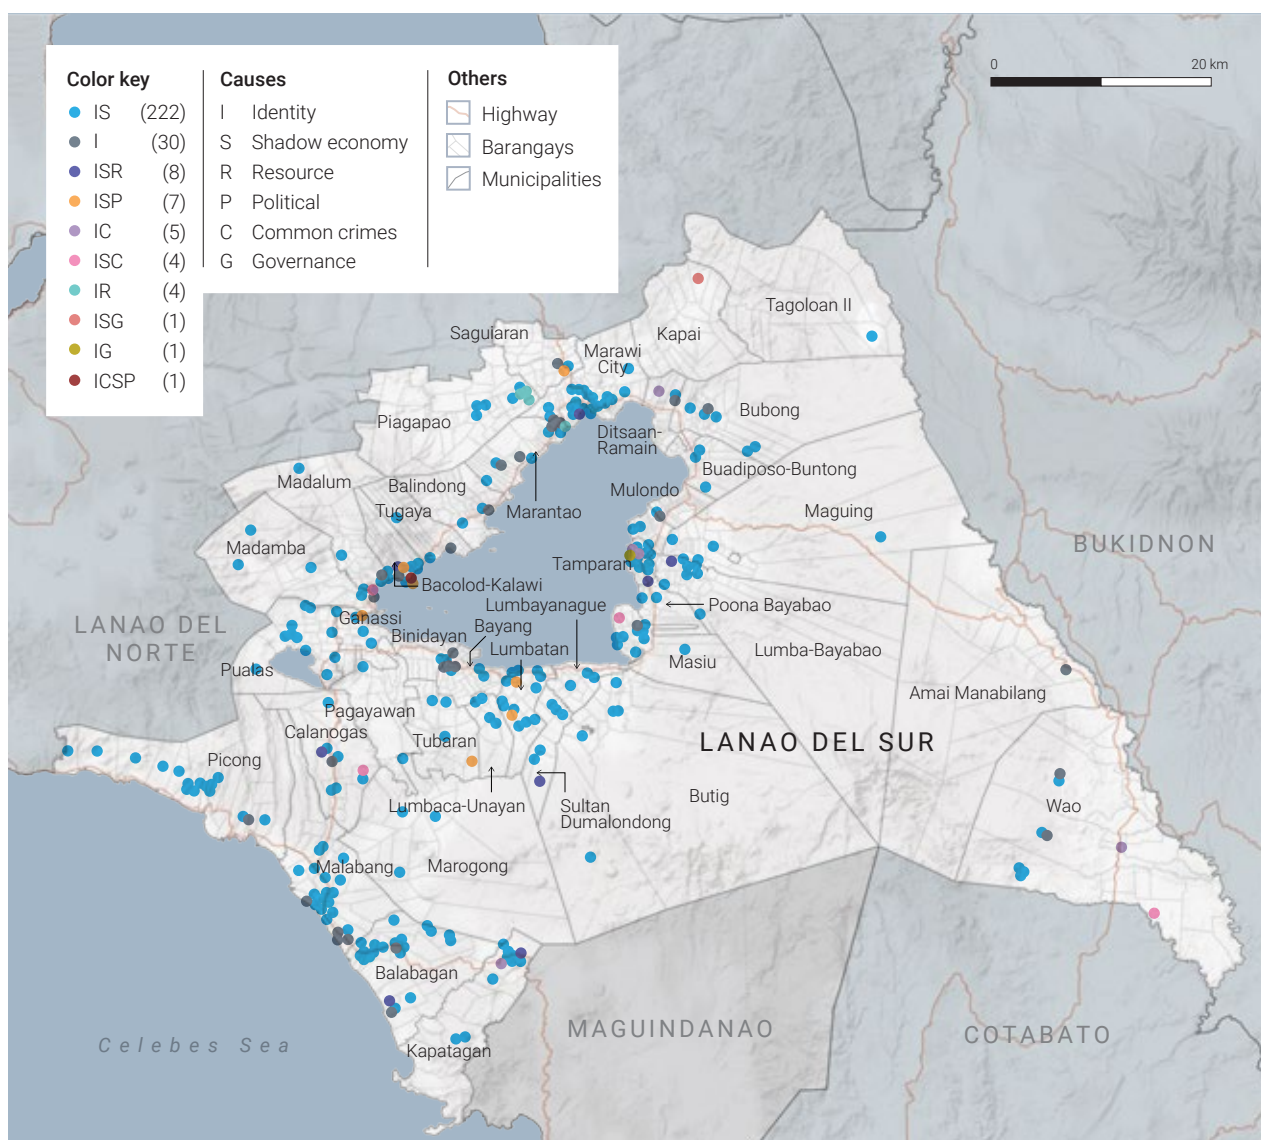 Color key
IS (222)
I (30)
ISR (8)
ISP (7)
IC (5)
ISC (4)
IR (4)
ISG (1)
IG (1)
ICSP (1)
Causes
I Identity
S Shadow economy
R Resource
P Political
C Common crimes
G Governance
Others
Highway
Barangays
Municipalities
0 20 km
Tagoloan II
Kapai
Saguiaran
Marawi
City
Piagapao
Bubong
Ditsaan-
Ramain
Buadiposo-Buntong
Madalum
Balindong
Mulondo
Marantao
Tugaya
Maguing
Madamba
BUKIDNON
Tamparan
Bacolod-Kalawi
Lumbayanague
Poona Bayabao
Ganassi
Bayang
LANAO DEL
NORTE
Binidayan
Lumbatan
Lumba-Bayabao
Masiu
Pualas
Amai Manabilang
Pagayawan
Calanogas
Tubaran
LANAO DEL SUR
Picong
Butig
Lumbaca-Unayan
Sultan
Dumalondong
Wao
Malabang
Marogong
Balabagan
MAGUINDANAO
COTABATO
Celebes Sea
Kapatagan